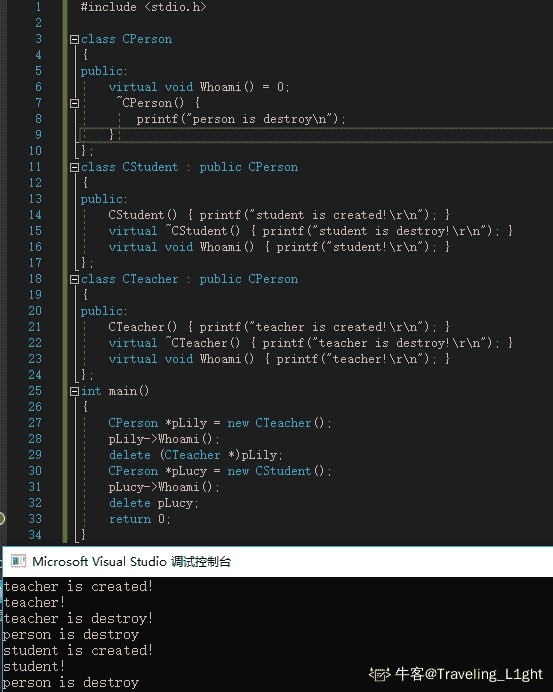 1 #include <stdio.h>
2
3 class CPerson
4 {
5 public:
6 virtual void Whoami() = 0;
7 ~CPerson() {
8 printf("person is destroy\n");
9 }
10 };
11 class CStudent : public CPerson
12 {
13 public:
14 CStudent() { printf("student is created!\r\n"); }
15 virtual ~CStudent() { printf("student is destroy!\r\n"); }
16 virtual void Whoami() { printf("student!\r\n"); }
17 };
18 class CTeacher : public CPerson
19 {
20 public:
21 CTeacher() { printf("teacher is created!\r\n"); }
22 virtual ~CTeacher() { printf("teacher is destroy!\r\n"); }
23 virtual void Whoami() { printf("teacher!\r\n"); }
24 };
25 int main()
26 {
27 CPerson *pLily = new CTeacher();
28 pLily->Whoami();
29 delete (CTeacher *)pLily;
30 CPerson *pLucy = new CStudent();
31 pLucy->Whoami();
32 delete pLucy;
33 return 0;
34 }
Microsoft Visual Studio 调试控制台
teacher is created!
teacher!
teacher is destroy!
person is destroy
student is created!
student!
person is destroy
牛客@Traveling_L1ght